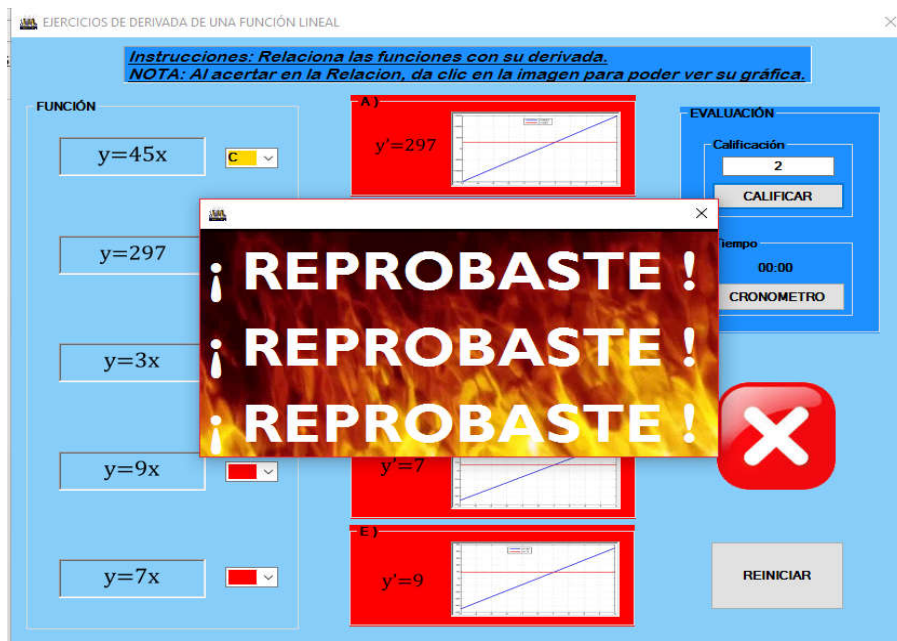 EJERCICIOS DE DERIVADA DE UNA FUNCIÓN LINEAL
Instrucciones: Relaciona las funciones con su derivada.
NOTA: Al acertar en la Relacion, da clic en la imagen para poder ver su gráfica.
FUNCIÓN
y=45x
C
y=297
y=3x
y=9x
y=7x
A )
y'=297
y'=7
E )
y'=9
¡ REPROBASTE !
¡ REPROBASTE !
¡ REPROBASTE !
EVALUACIÓN
Calificación
2
CALIFICAR
Tiempo
00:00
CRONOMETRO
REINICIAR